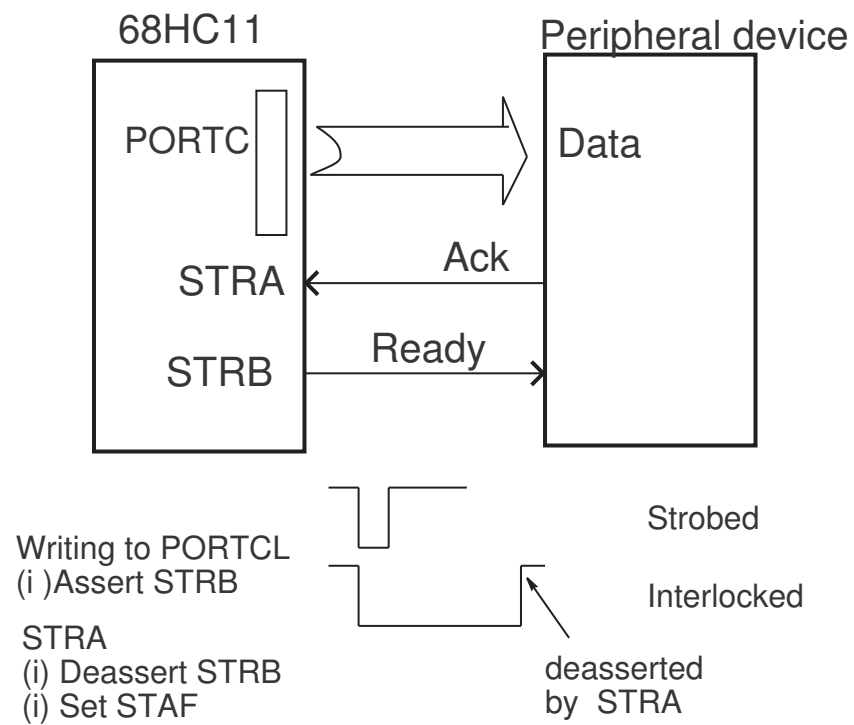 68HC11
Peripheral device
PORTC
Data
STRA
Ack
STRB
Ready
Strobed
Writing to PORTCL
(i )Assert STRB
Interlocked
STRA
(i) Deassert STRB
(i) Set STAF
deasserted
by STRA